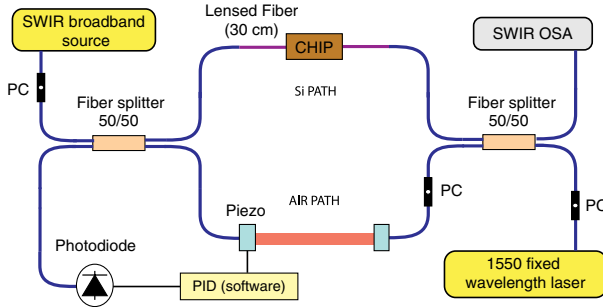 SWIR broadband
source
Lensed Fiber
(30 cm)
CHIP
SWIR OSA
PC
Fiber splitter
50/50
Si PATH
Fiber splitter
50/50
AIR PATH
PC
PC
Piezo
Photodiode
PID (software)
1550 fixed
wavelength laser